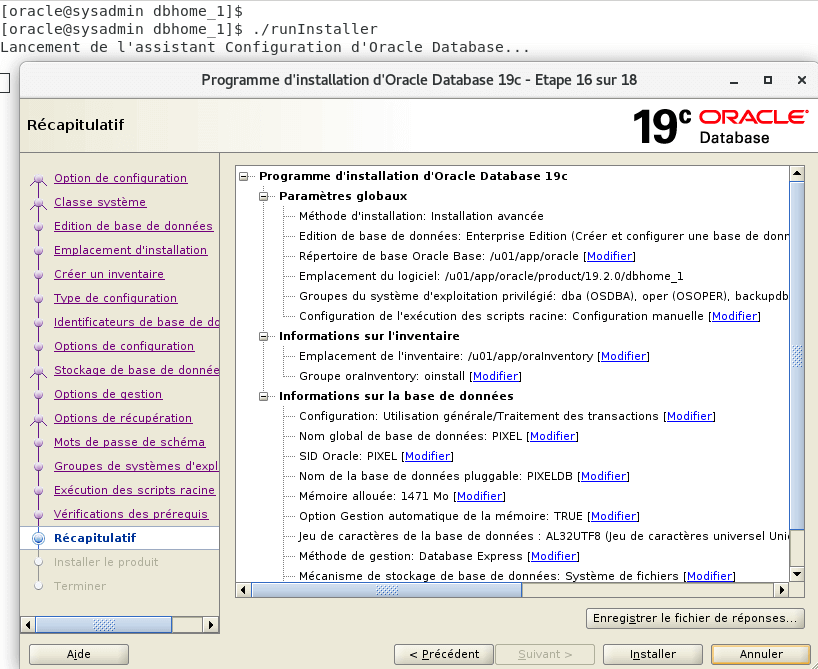 [oracle@sysadmin dbhome_1]$
[oracle@sysadmin dbhome_1]$ ./runInstaller
Lancement de l'assistant Configuration d'Oracle Database...
Programme d'installation d'Oracle Database 19c - Etape 16 sur 18
Récapitulatif
19c ORACLE
Database
Option de configuration
Classe système
Edition de base de données
Emplacement d'installation
Créer un inventaire
Type de configuration
Identificateurs de base de do
Options de configuration
Stockage de base de donnée
Options de gestion
Options de récupération
Mots de passe de schéma
Groupes de systèmes d'expl
Exécution des scripts racine
Vérifications des prérequis
Récapitulatif
Installer le produit
Terminer
Programme d'installation d'Oracle Database 19c
Paramètres globaux
Méthode d'installation: Installation avancée
Edition de base de données: Enterprise Edition (Créer et configurer une base de donn
Répertoire de base Oracle Base: /u01/app/oracle [Modifier]
Emplacement du logiciel: /u01/app/oracle/product/19.2.0/dbhome_1
Groupes du système d'exploitation privilégié: dba (OSDBA), oper (OSOPER), backupdb
Configuration de l'exécution des scripts racine: Configuration manuelle [Modifier]
Informations sur l'inventaire
Emplacement de l'inventaire: /u01/app/oraInventory [Modifier]
Groupe oraInventory: oinstall [Modifier]
Informations sur la base de données
Configuration: Utilisation générale/Traitement des transactions [Modifier]
Nom global de base de données: PIXEL [Modifier]
SID Oracle: PIXEL [Modifier]
Nom de la base de données pluggable: PIXELDB [Modifier]
Mémoire allouée: 1471 Mo [Modifier]
Option Gestion automatique de la mémoire: TRUE [Modifier]
Jeu de caractères de la base de données : AL32UTF8 (Jeu de caractères universel Uni
Méthode de gestion: Database Express [Modifier]
Mécanisme de stockage de base de données: Système de fichiers [Modifier]
Enregistrer le fichier de réponses...
Aide
< Précédent
Suivant >
Installer
Annuler